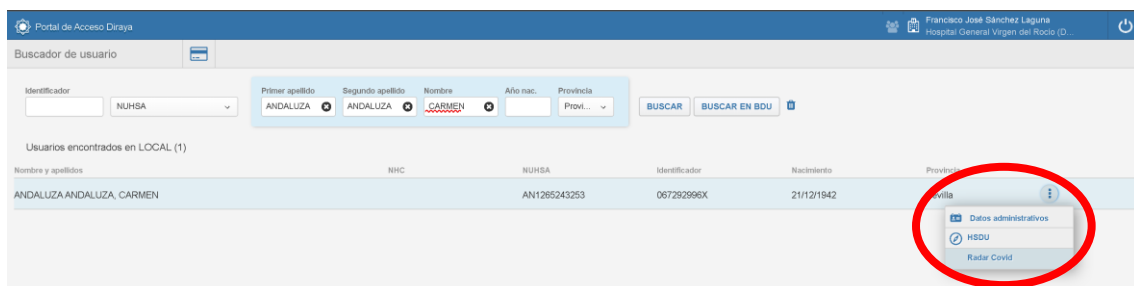 Portal de Acceso Diraya
Francisco José Sánchez Laguna
Hospital General Virgen del Rocío (D...
Buscador de usuario
Identificador
NUHSA
Primer apellido Segundo apellido Nombre Año nac. Provincia
ANDALUZA ANDALUZA CARMEN Provi...
BUSCAR BUSCAR EN BDU
Usuarios encontrados en LOCAL (1)
Nombre y apellidos NHC NUHSA Identificador Nacimiento Provincia
ANDALUZA ANDALUZA, CARMEN AN1265243253 067292996X 21/12/1942 Sevilla
Datos administrativos
HSDU
Radar Covid